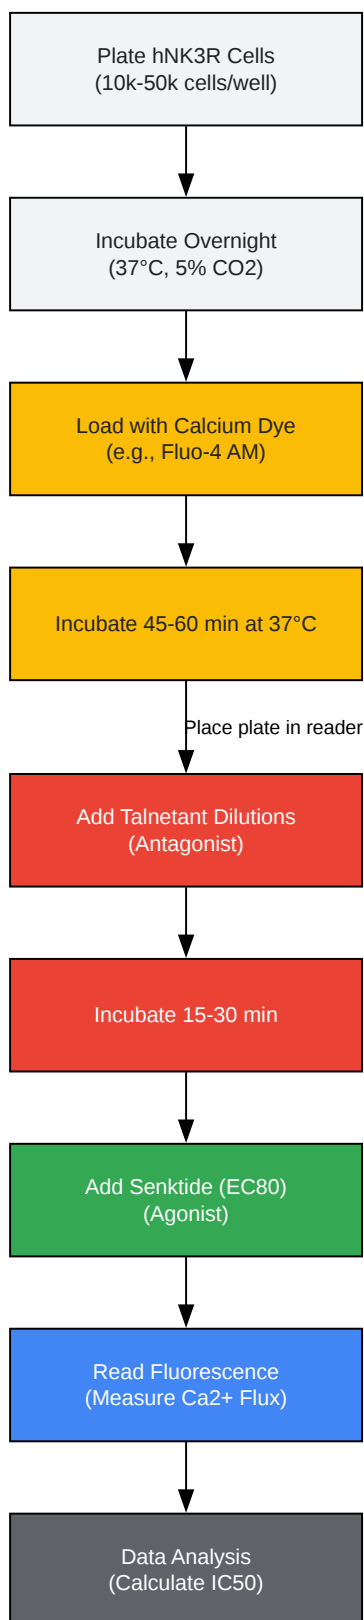 Plate hNK3R Cells
(10k-50k cells/well)
Incubate Overnight
(37°C, 5% CO2)
Load with Calcium Dye
(e.g., Fluo-4 AM)
Incubate 45-60 min at 37°C
Place plate in reader
Add Talnetant Dilutions
(Antagonist)
Incubate 15-30 min
Add Senktide (EC80)
(Agonist)
Read Fluorescence
(Measure Ca2+ Flux)
Data Analysis
(Calculate IC50)